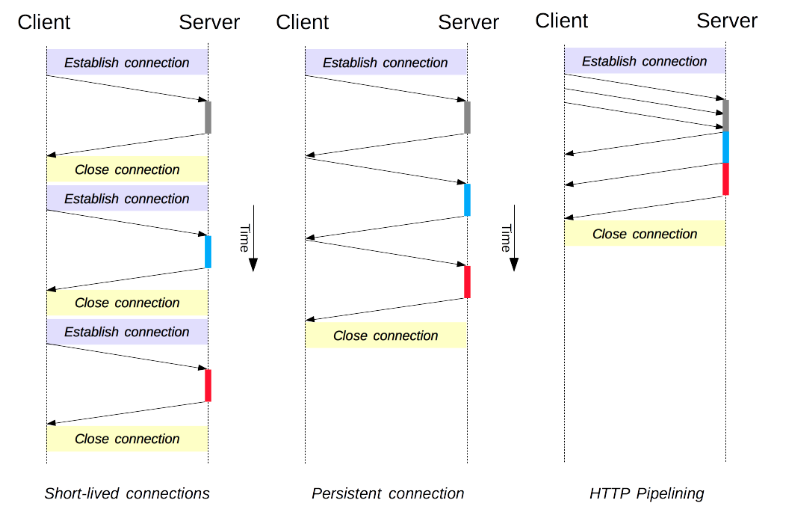 Client Server
Establish connection
Close connection
Establish connection
Close connection
Establish connection
Close connection
Short-lived connections
Time
Client Server
Establish connection
Close connection
Persistent connection
Time
Client Server
Establish connection
Close connection
HTTP Pipelining